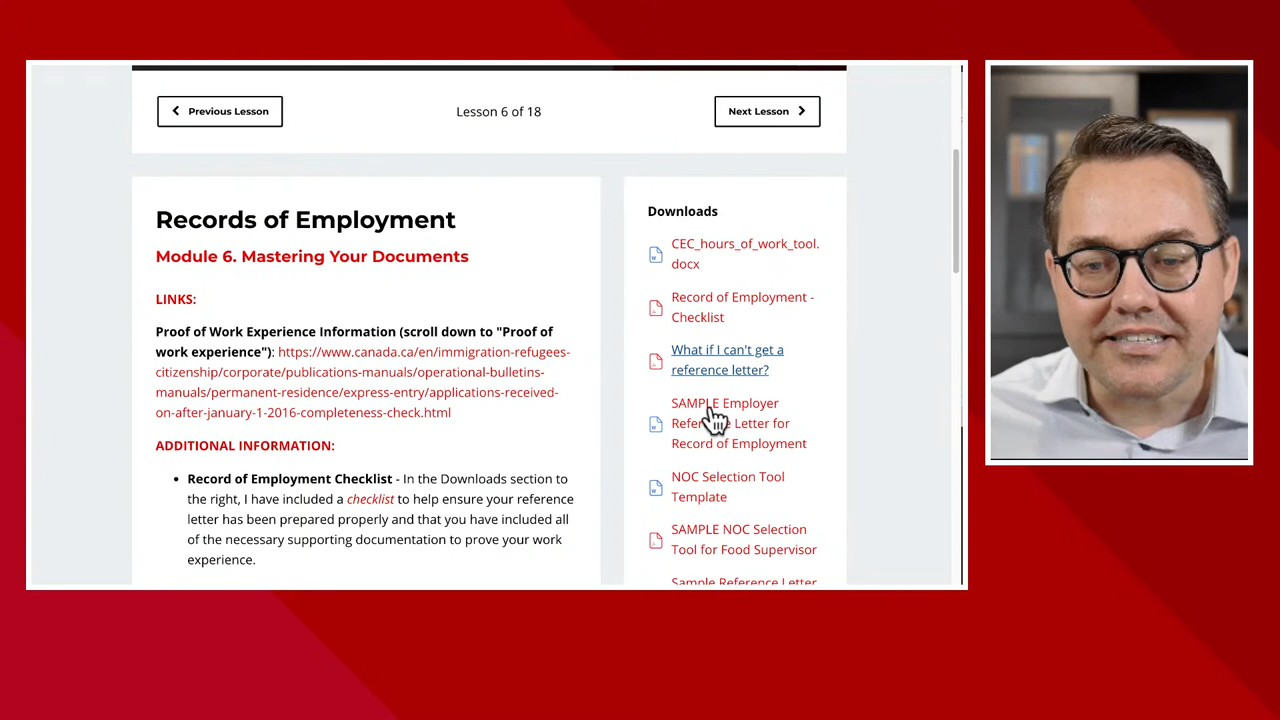 Previous Lesson
Lesson 6 of 18
Next Lesson
Records of Employment
Module 6. Mastering Your Documents
LINKS:
Proof of Work Experience Information (scroll down to "Proof of
work experience"): https://www.canada.ca/en/immigration-refugees-
citizenship/corporate/publications-manuals/operational-bulletins-
manuals/permanent-residence/express-entry/applications-received-
on-after-january-1-2016-completeness-check.html
ADDITIONAL INFORMATION:
• Record of Employment Checklist - In the Downloads section to
the right, I have included a checklist to help ensure your reference
letter has been prepared properly and that you have included all
of the necessary supporting documentation to prove your work
experience.
Downloads
CEC_hours_of_work_tool.
docx
Record of Employment -
Checklist
What if I can't get a
reference letter?
SAMPLE Employer
Reference Letter for
Record of Employment
NOC Selection Tool
Template
SAMPLE NOC Selection
Tool for Food Supervisor
Sample Reference Letter